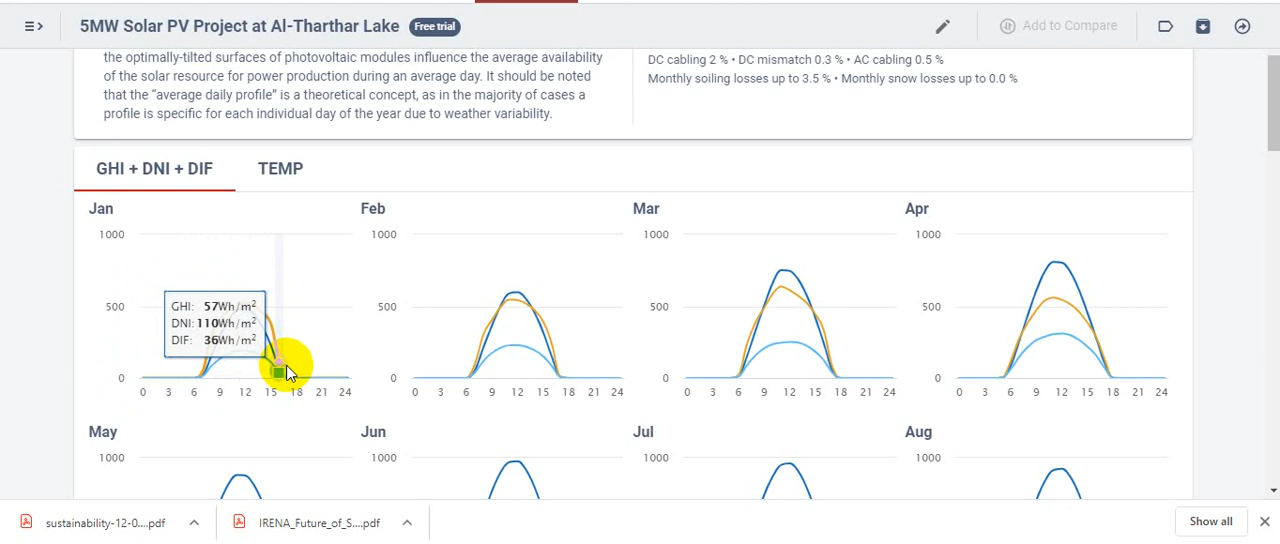 5MW Solar PV Project at Al-Tharthar Lake Free trial
Add to Compare
the optimally-tilted surfaces of photovoltaic modules influence the average availability
of the solar resource for power production during an average day. It should be noted
that the “average daily profile” is a theoretical concept, as in the majority of cases a
profile is specific for each individual day of the year due to weather variability.
DC cabling 2 % • DC mismatch 0.3 % • AC cabling 0.5 %
Monthly soiling losses up to 3.5 % • Monthly snow losses up to 0.0 %
GHI + DNI + DIF TEMP
Jan Feb Mar Apr
1000 1000 1000 1000
500 500 500
GHI: 57Wh/m²
DNI: 110Wh/m²
DIF: 36Wh/m²
0 0 0 0
0 3 6 9 12 15 18 21 24 0 3 6 9 12 15 18 21 24 0 3 6 9 12 15 18 21 24 0 3 6 9 12 15 18 21 24
May Jun Jul Aug
1000 1000 1000 1000
sustainability-12-0....pdf IRENA_Future_of_S....pdf Show all